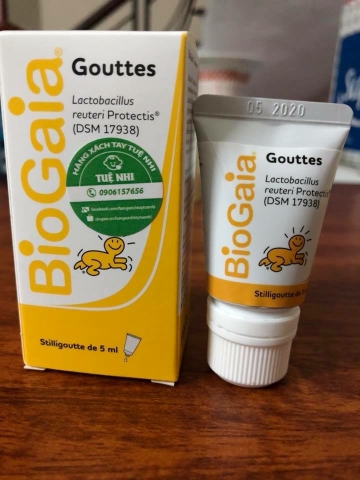 BioGaia®
Gouttes
Lactobacillus
reuteri Protectis®
(DSM 17938)
HÀNG XÁCH TAY TUỆ NHI
TUỆ NHI
0906157656
Stilligoutte de 5 ml
05 2020
BioGaia
Gouttes
Lactobacillus
reuteri Protectis®
(DSM 17938)
Stilligoutte de